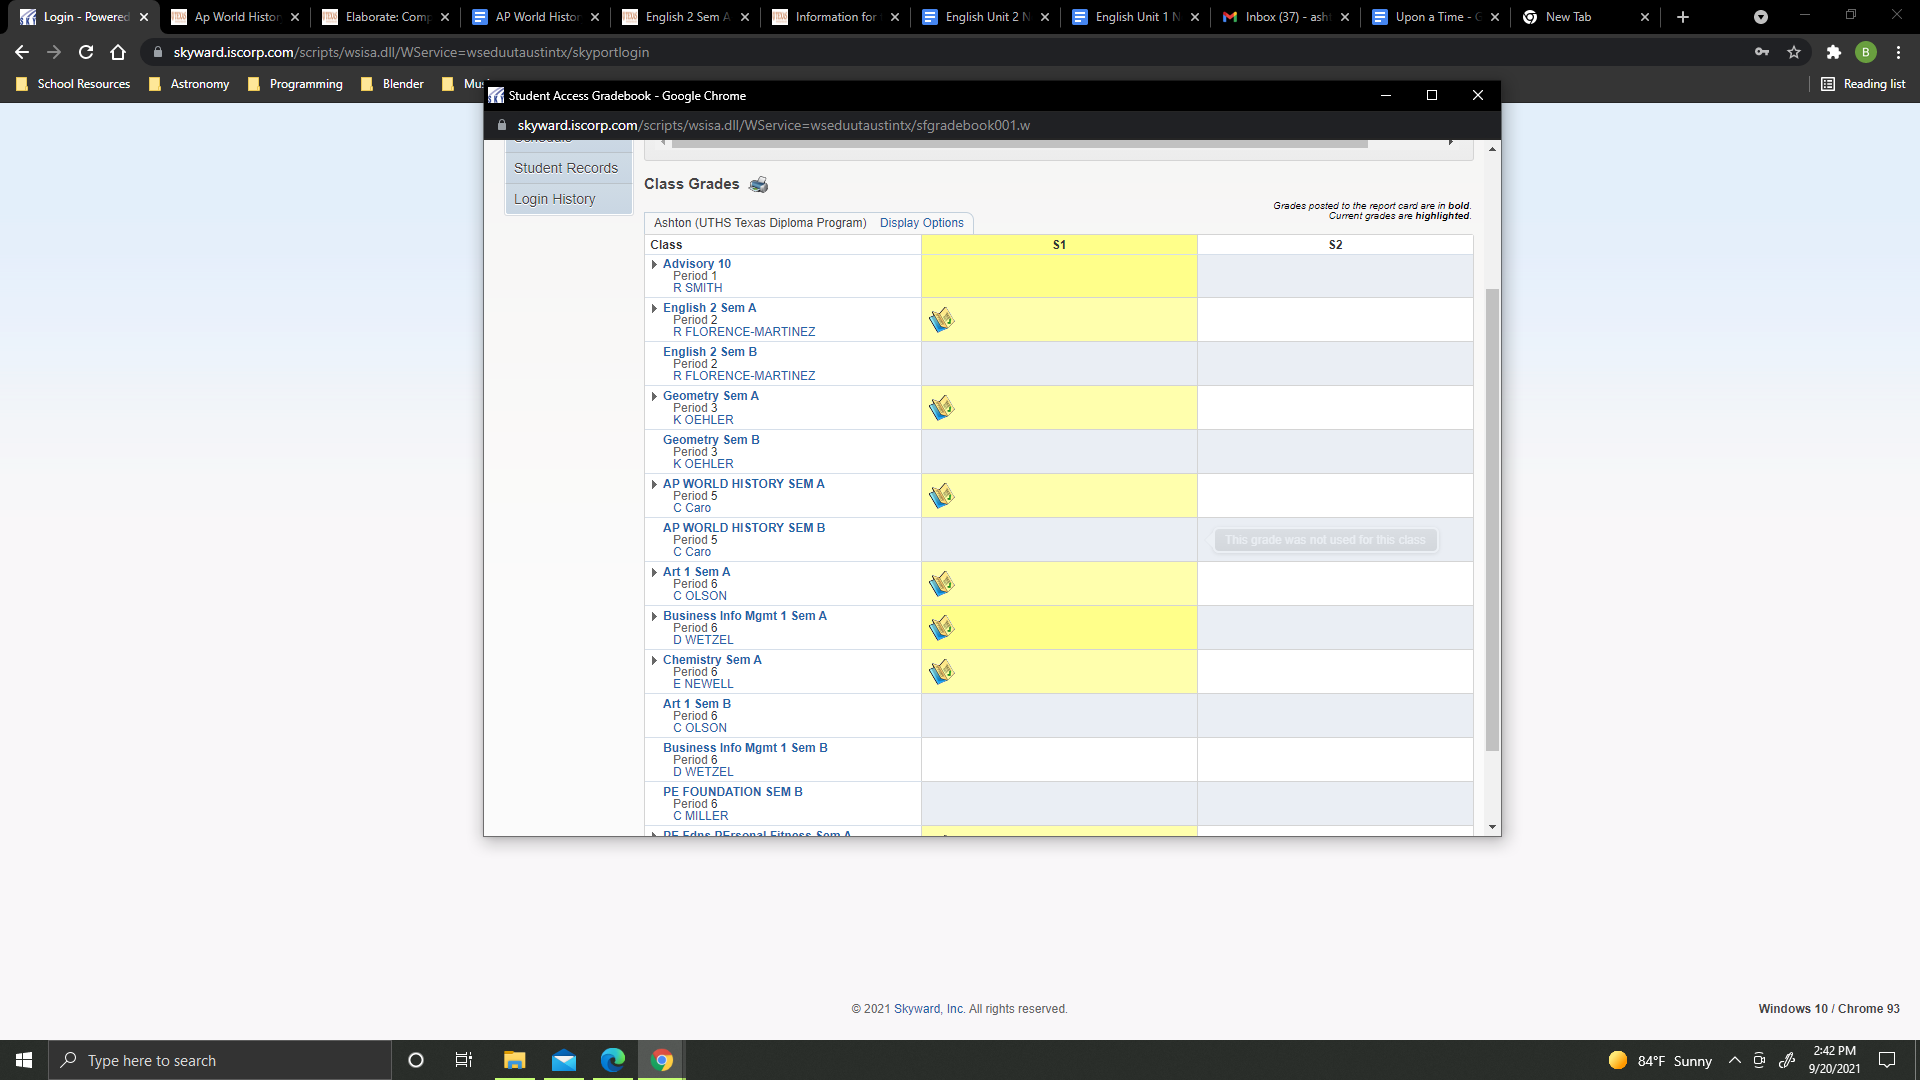 Login - Powered
Ap World Histor
Elaborate: Comp
AP World Histor
English 2 Sem A
Information for
English Unit 2 N
English Unit 1 N
Inbox (37) - ash
Upon a Time - G
New Tab
skyward.iscorp.com/scripts/wsisa.dll/WService=wseduutaustintx/skyportlogin
B
School Resources
Astronomy
Programming
Blender
Reading list
Student Access Gradebook - Google Chrome
skyward.iscorp.com/scripts/wsisa.dll/WService=wseduutaustintx/sfgradebook001.w
Schedule
Student Records
Login History
Class Grades
Grades posted to the report card are in bold.
Current grades are highlighted.
Ashton (UTHS Texas Diploma Program) Display Options
Class S1 S2
Advisory 10
Period 1
R SMITH
English 2 Sem A
Period 2
R FLORENCE-MARTINEZ
English 2 Sem B
Period 2
R FLORENCE-MARTINEZ
Geometry Sem A
Period 3
K OEHLER
Geometry Sem B
Period 3
K OEHLER
AP WORLD HISTORY SEM A
Period 5
C Caro
AP WORLD HISTORY SEM B
Period 5
C Caro
This grade was not used for this class
Art 1 Sem A
Period 6
C OLSON
Business Info Mgmt 1 Sem A
Period 6
D WETZEL
Chemistry Sem A
Period 6
E NEWELL
Art 1 Sem B
Period 6
C OLSON
Business Info Mgmt 1 Sem B
Period 6
D WETZEL
PE FOUNDATION SEM B
Period 6
C MILLER
PE Fdns PErsonal Fitness Sem A
© 2021 Skyward, Inc. All rights reserved.
Windows 10 / Chrome 93
Type here to search
84°F Sunny
2:42 PM
9/20/2021